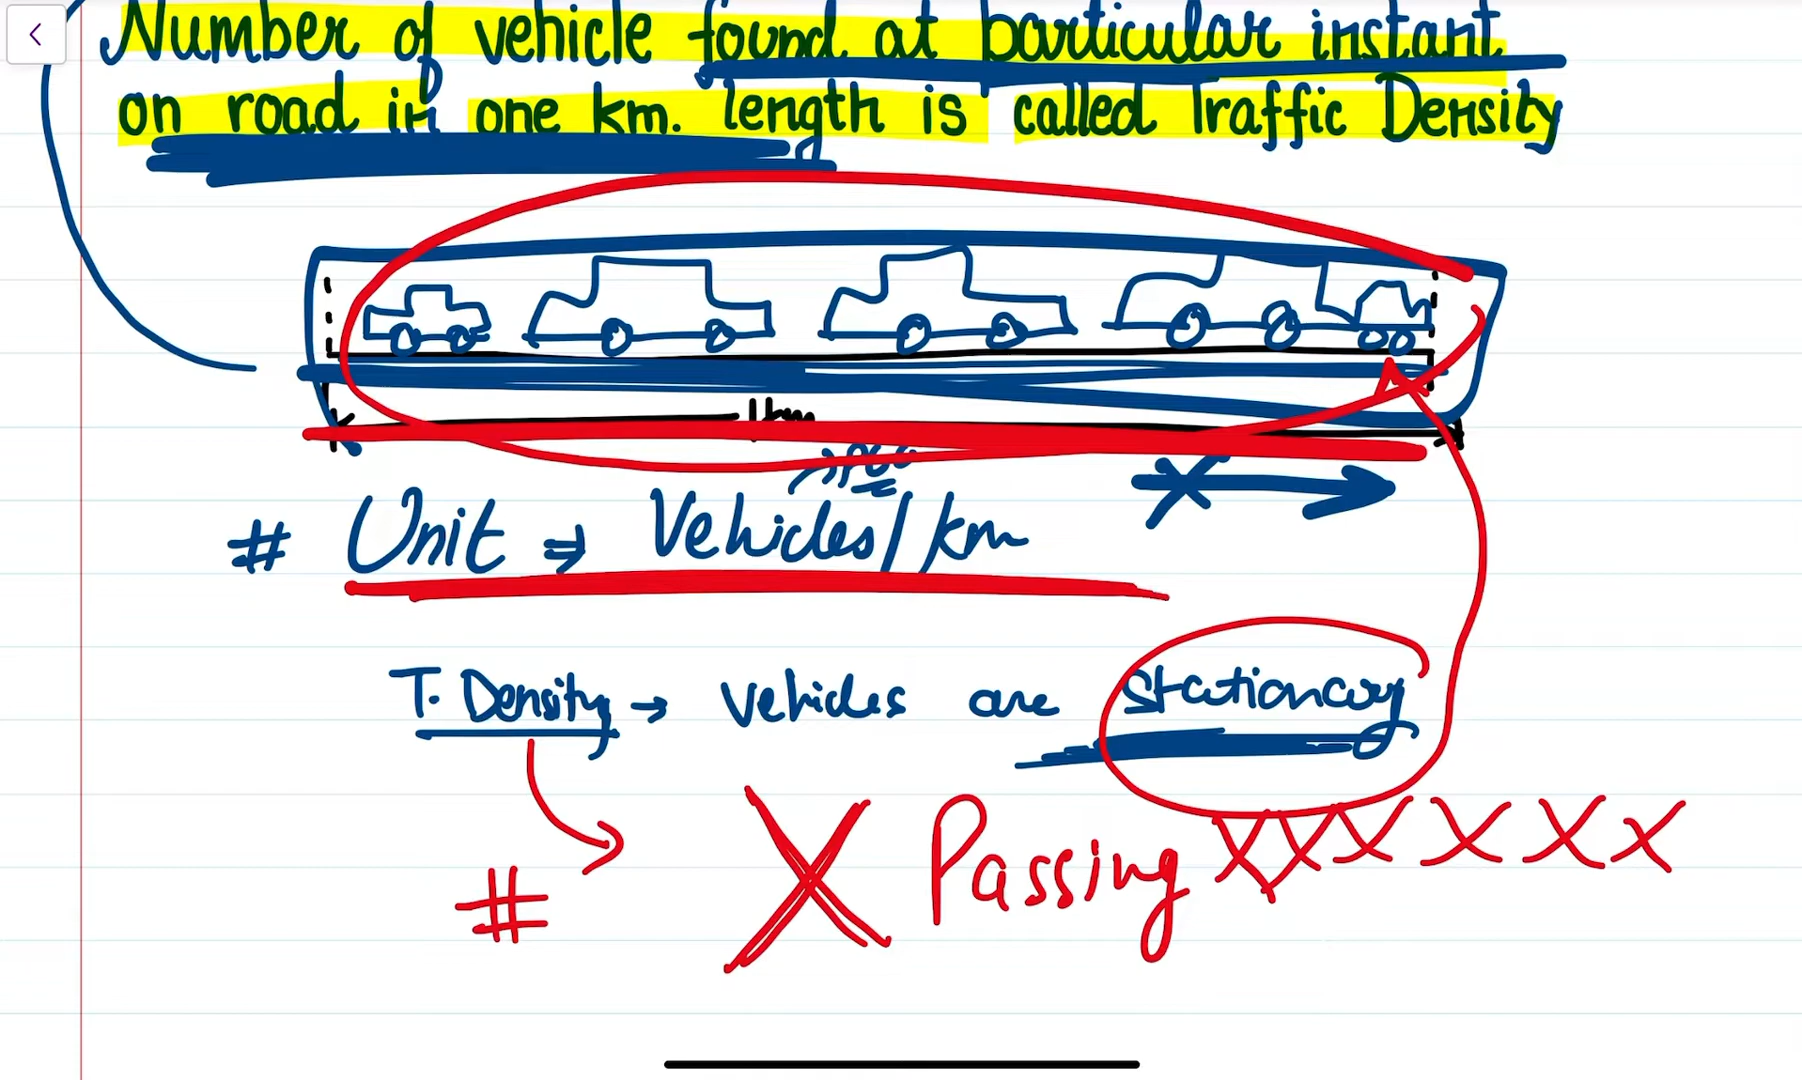 Number of vehicle found at particular instant
on road in one km. length is called Traffic Density
1km
# Unit ⇒ Vehicles/km
T. Density → vehicles are stationary
# X Passing XXXXXX